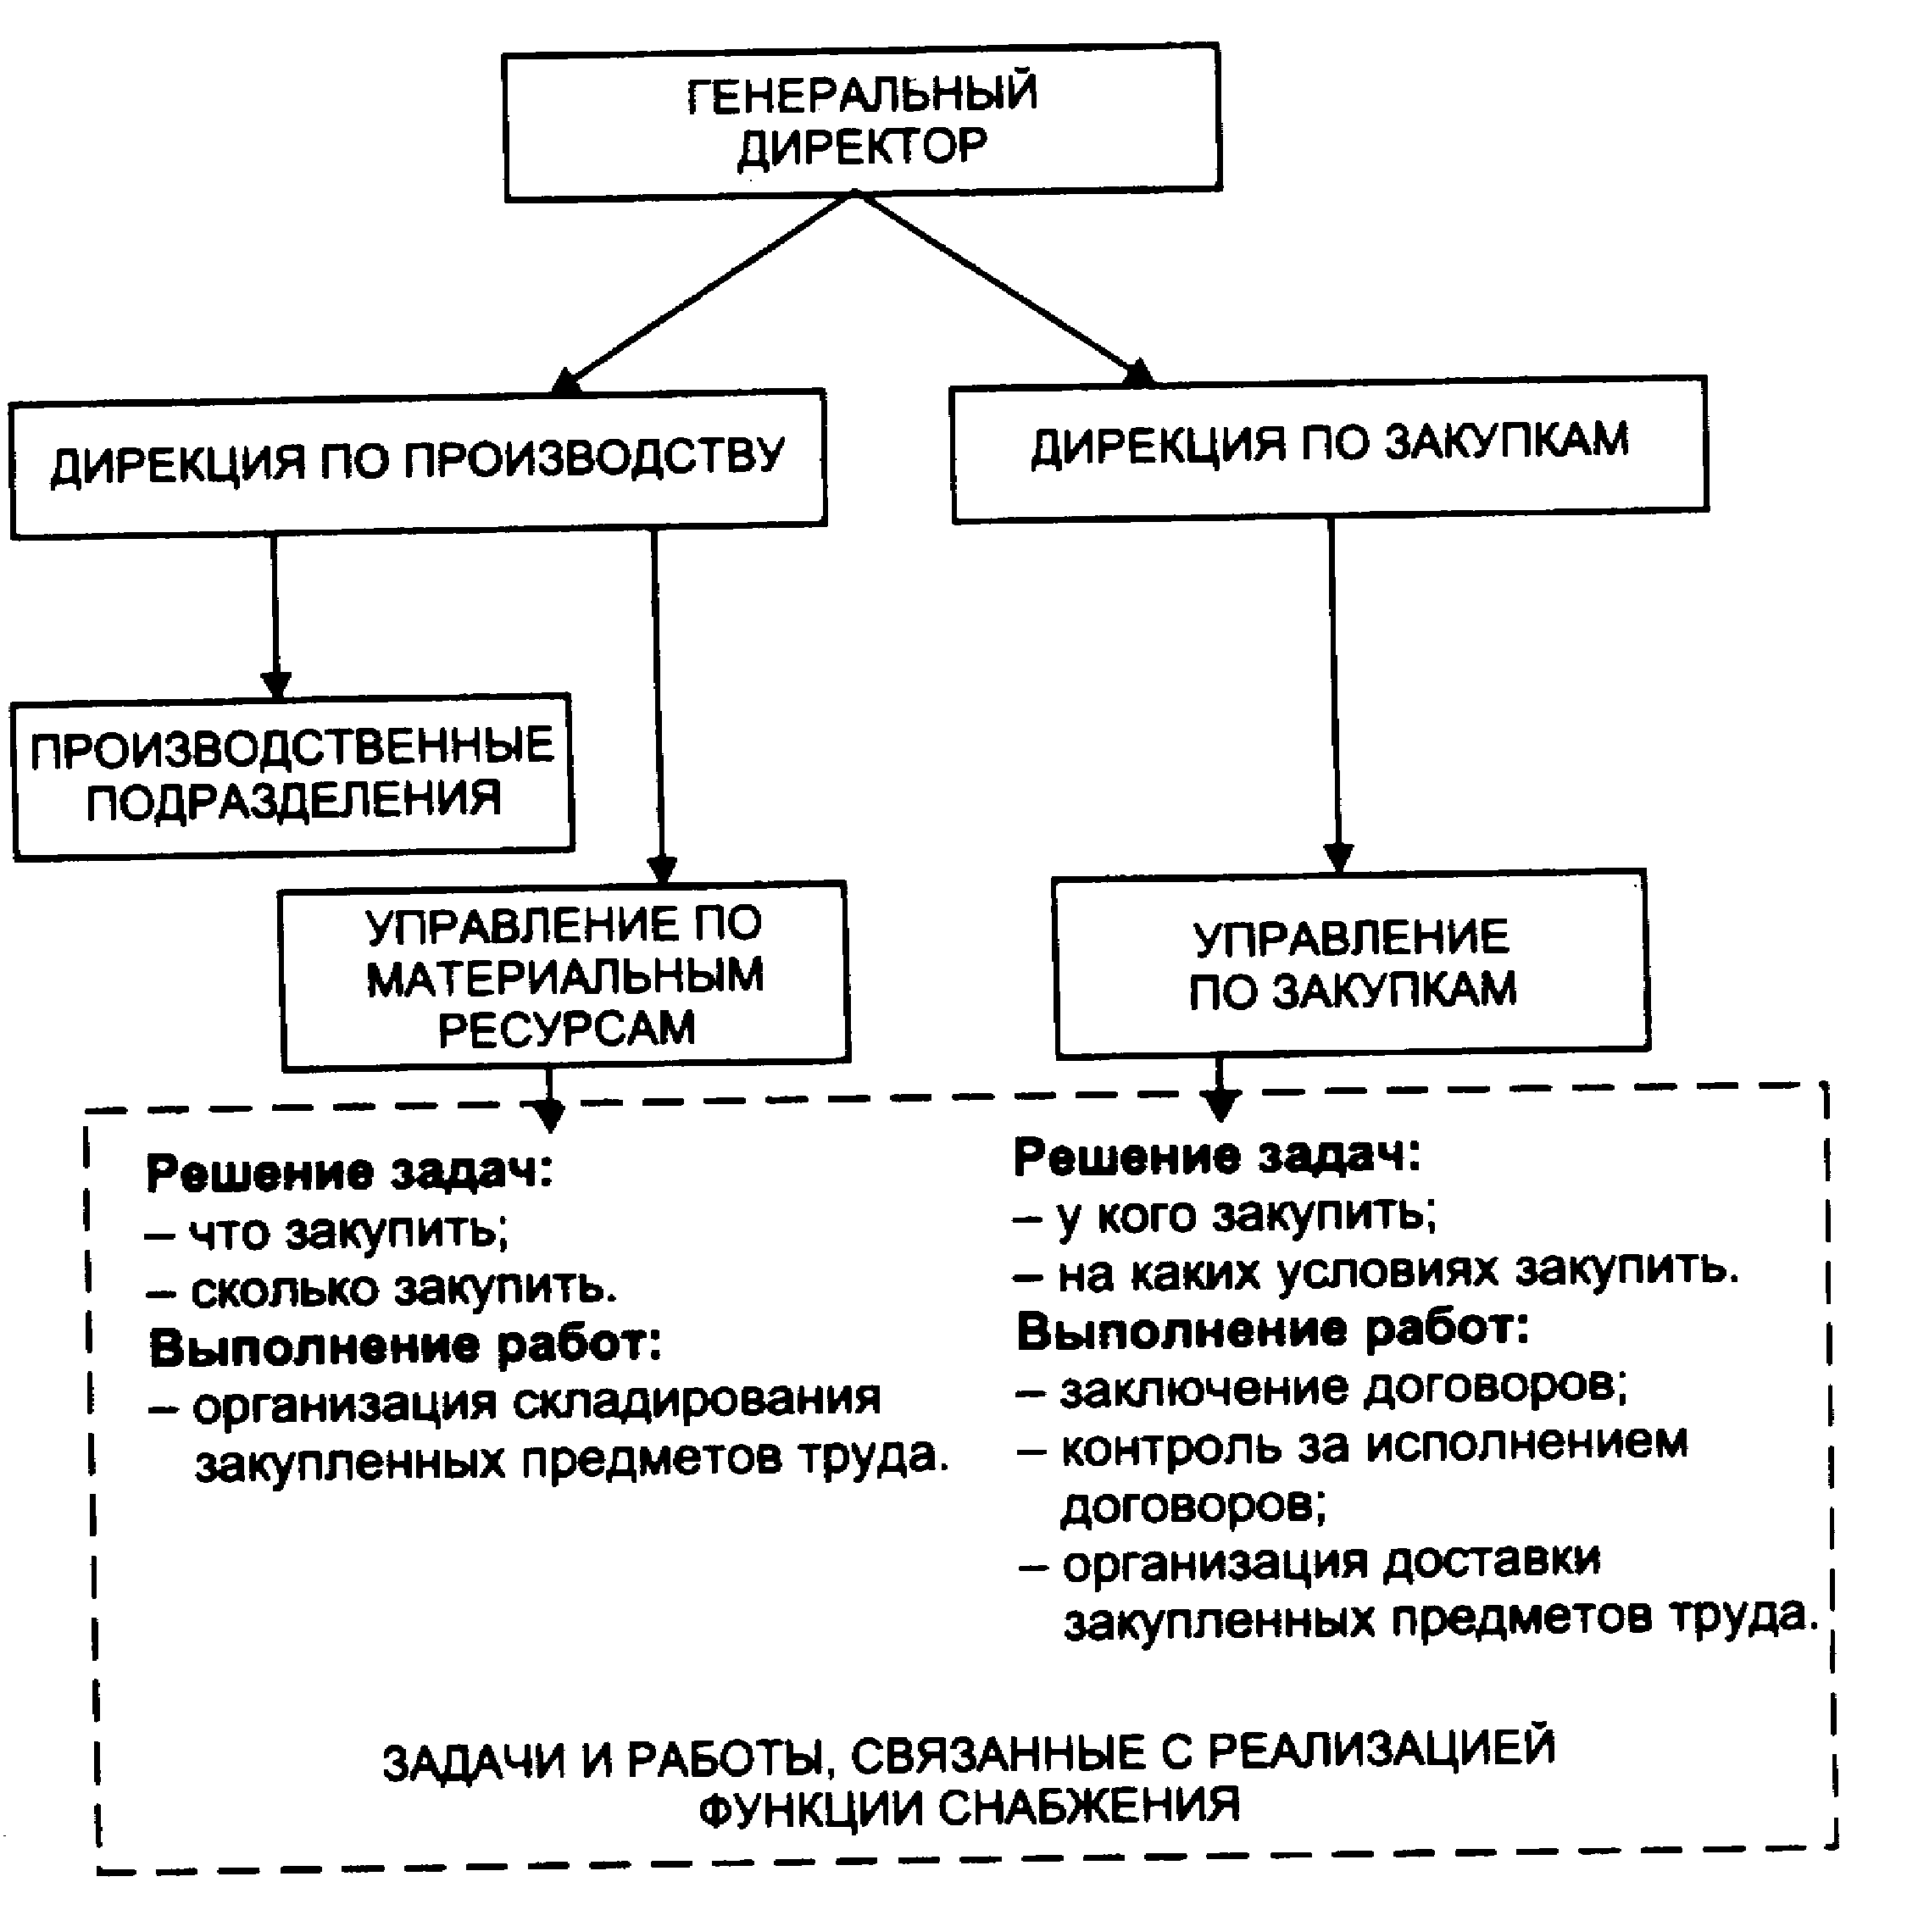 ГЕНЕРАЛЬНЫЙ
ДИРЕКТОР
ДИРЕКЦИЯ ПО ПРОИЗВОДСТВУ
ДИРЕКЦИЯ ПО ЗАКУПКАМ
ПРОИЗВОДСТВЕННЫЕ
ПОДРАЗДЕЛЕНИЯ
УПРАВЛЕНИЕ ПО
МАТЕРИАЛЬНЫМ
РЕСУРСАМ
УПРАВЛЕНИЕ
ПО ЗАКУПКАМ
Решение задач:
– что закупить;
– сколько закупить.
Выполнение работ:
– организация складирования
закупленных предметов труда.
Решение задач:
– у кого закупить;
– на каких условиях закупить.
Выполнение работ:
– заключение договоров;
– контроль за исполнением
договоров;
– организация доставки
закупленных предметов труда.
ЗАДАЧИ И РАБОТЫ, СВЯЗАННЫЕ С РЕАЛИЗАЦИЕЙ
ФУНКЦИИ СНАБЖЕНИЯ